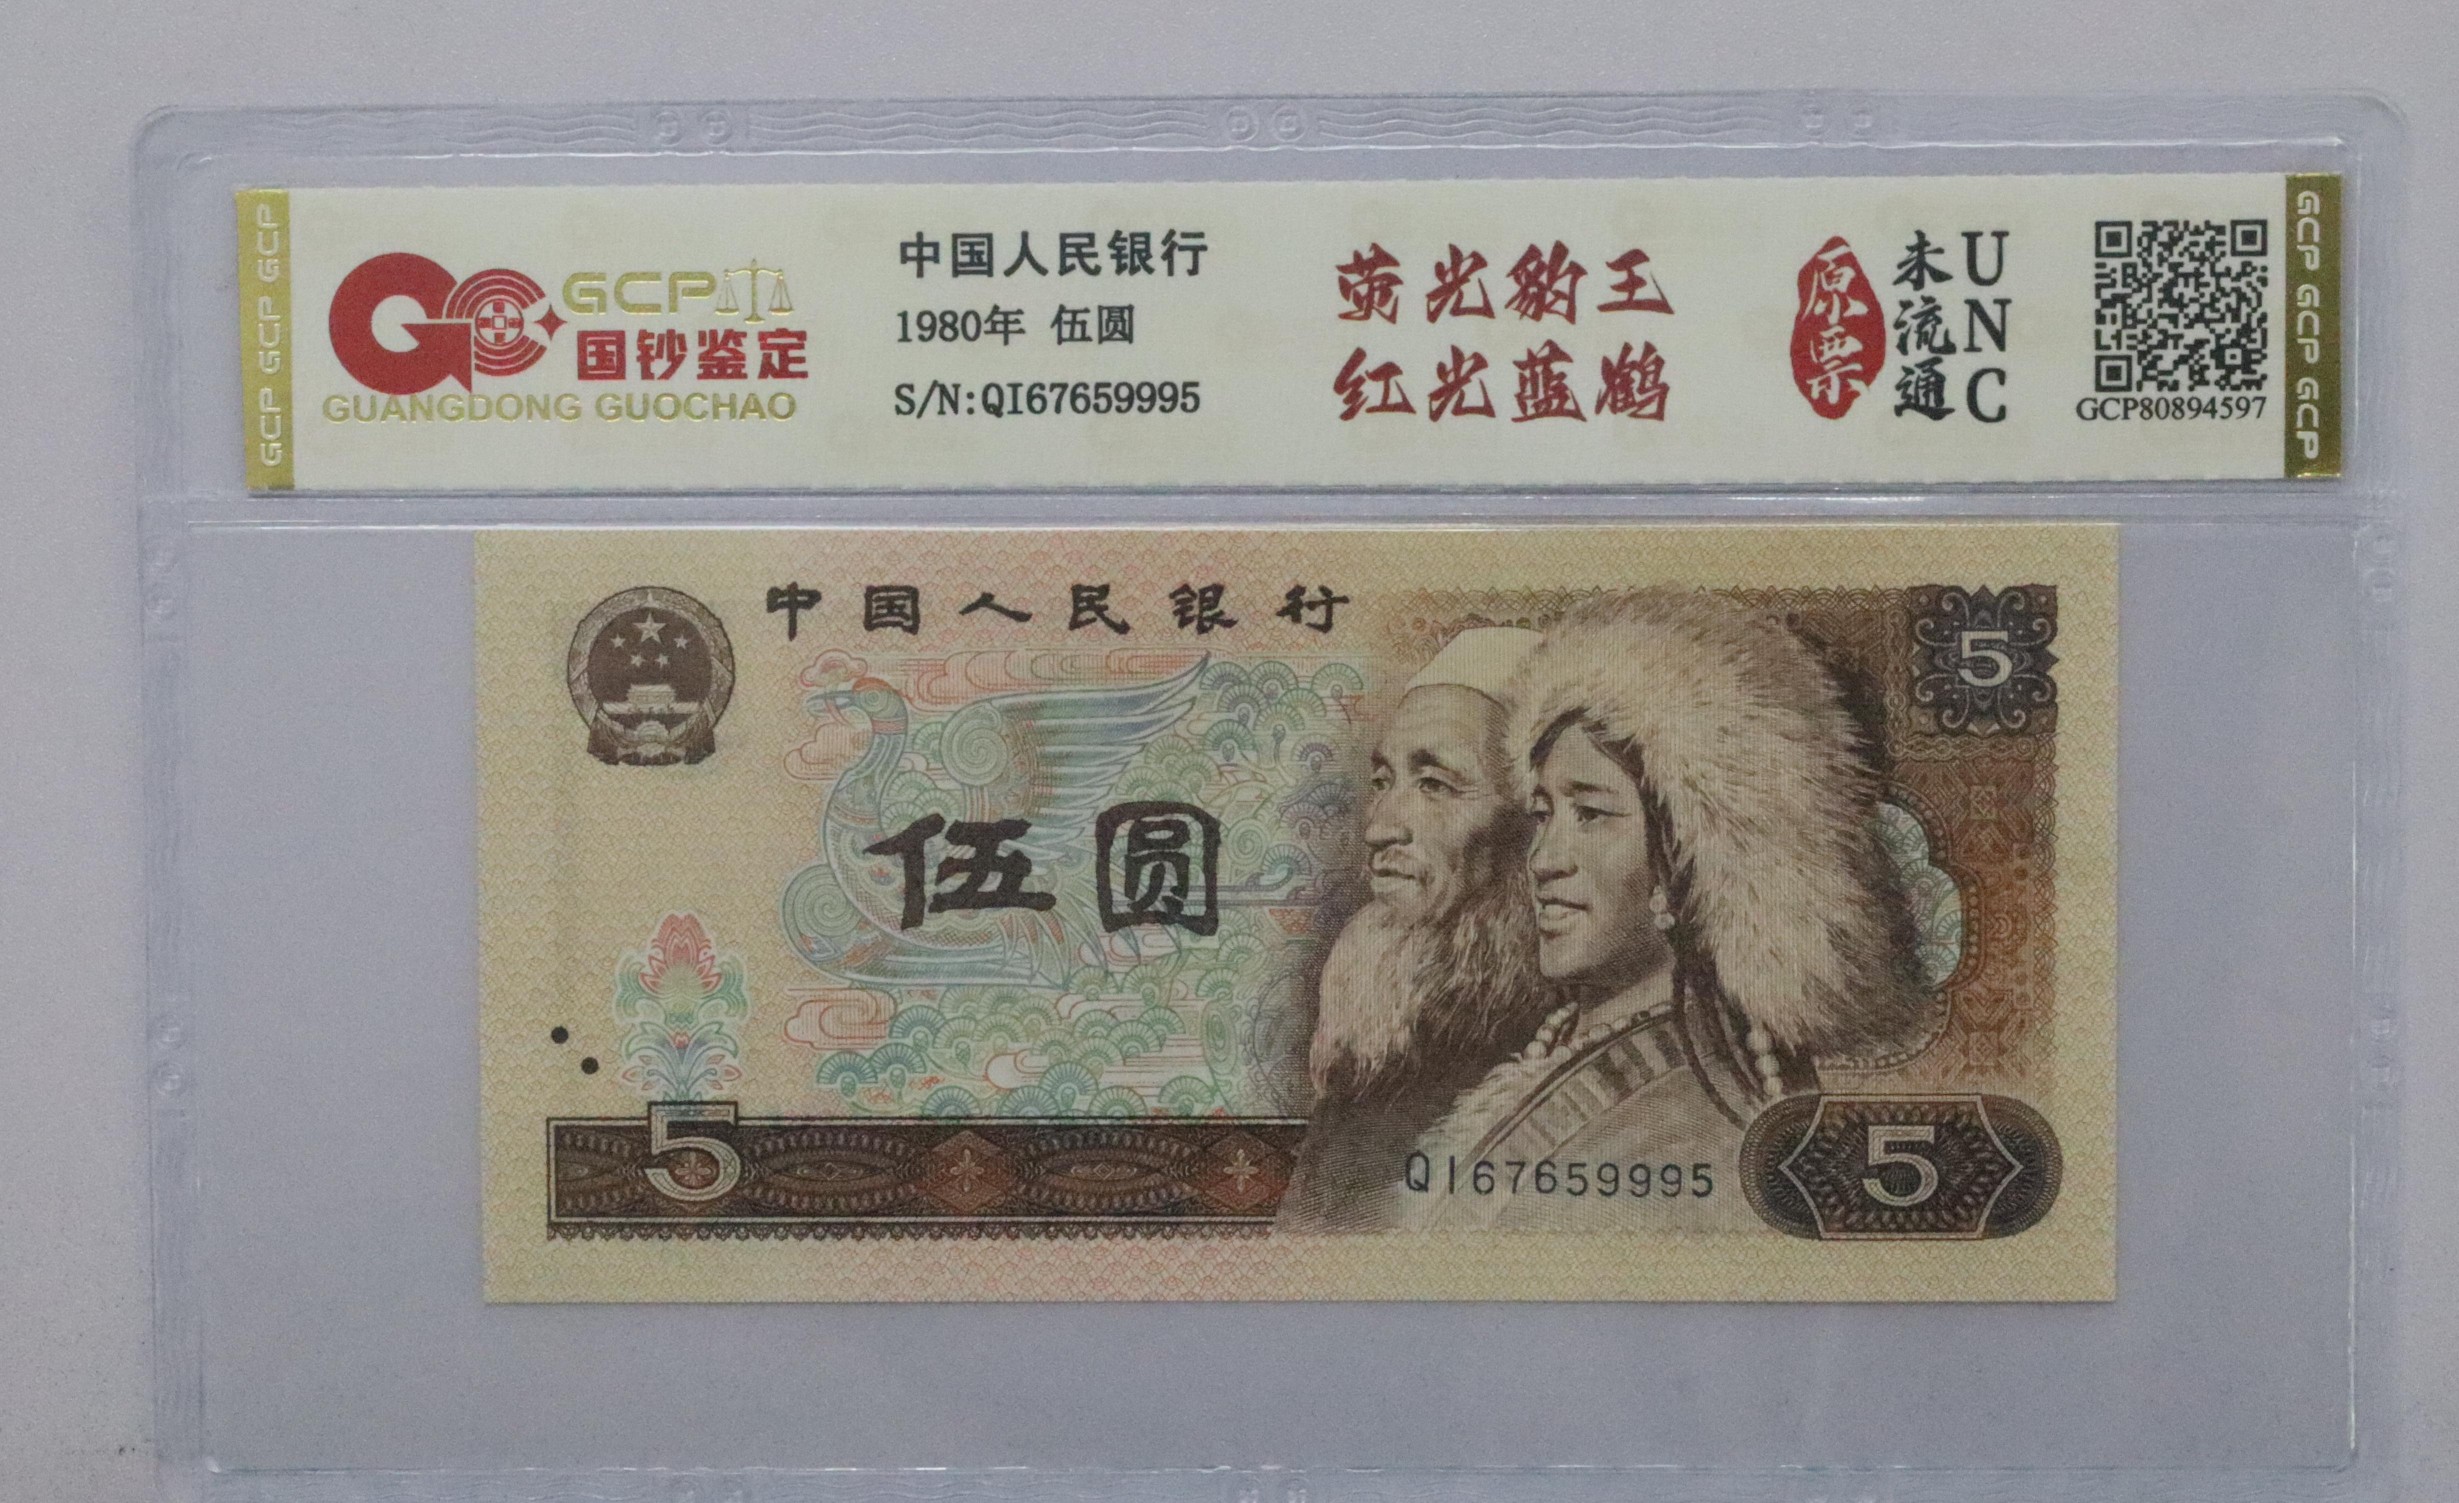 GCP GCP GCP
GCP
国钞鉴定
GUANGDONG GUOCHAO
中国人民银行
1980年 伍圆
S/N:QI67659995
荧光豹王
红光蓝鹤
原票
未流通
UNC
GCP80894597
GCP GCP GCP
中国人民银行
5
伍圆
5
QI67659995
5